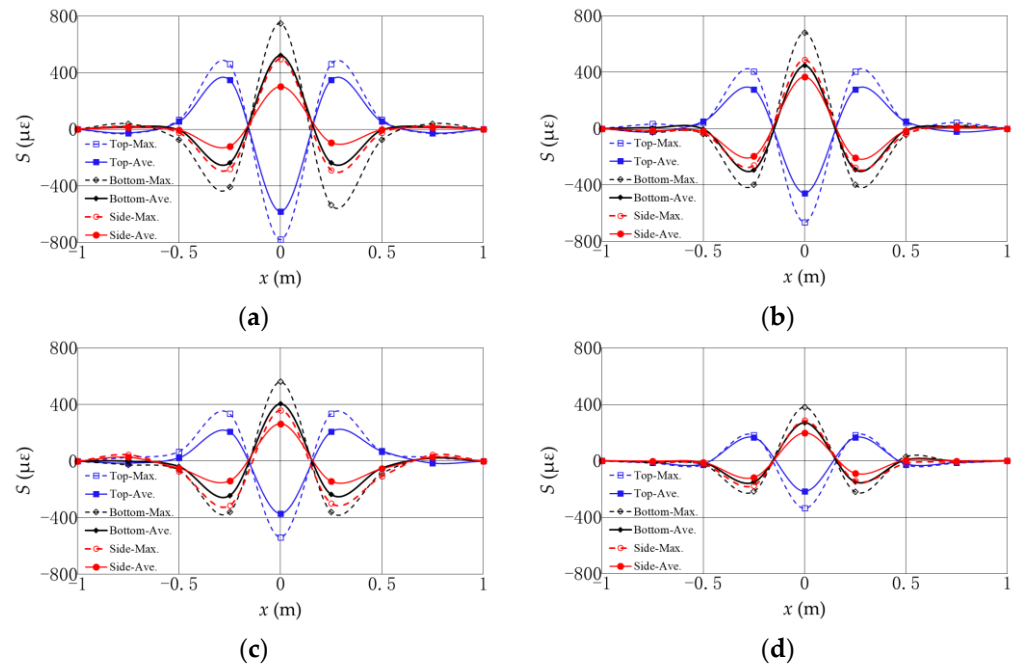 800
400
0
−400
−800
S (με)
Top-Max.
Top-Ave.
Bottom-Max.
Bottom-Ave.
Side-Max.
Side-Ave.
−1
−0.5
0
0.5
1
x (m)
(a)
800
400
0
−400
−800
S (με)
Top-Max.
Top-Ave.
Bottom-Max.
Bottom-Ave.
Side-Max.
Side-Ave.
−1
−0.5
0
0.5
1
x (m)
(b)
800
400
0
−400
−800
S (με)
Top-Max.
Top-Ave.
Bottom-Max.
Bottom-Ave.
Side-Max.
Side-Ave.
−1
−0.5
0
0.5
1
x (m)
(c)
800
400
0
−400
−800
S (με)
Top-Max.
Top-Ave.
Bottom-Max.
Bottom-Ave.
Side-Max.
Side-Ave.
−1
−0.5
0
0.5
1
x (m)
(d)